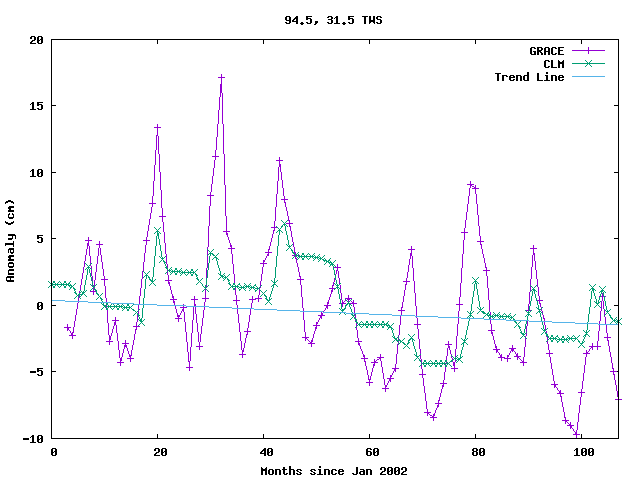 94.5, 31.5 TWS
GRACE
CLM
Trend Line
Anomaly (cm)
20
15
10
5
0
-5
-10
0 20 40 60 80 100
Months since Jan 2002